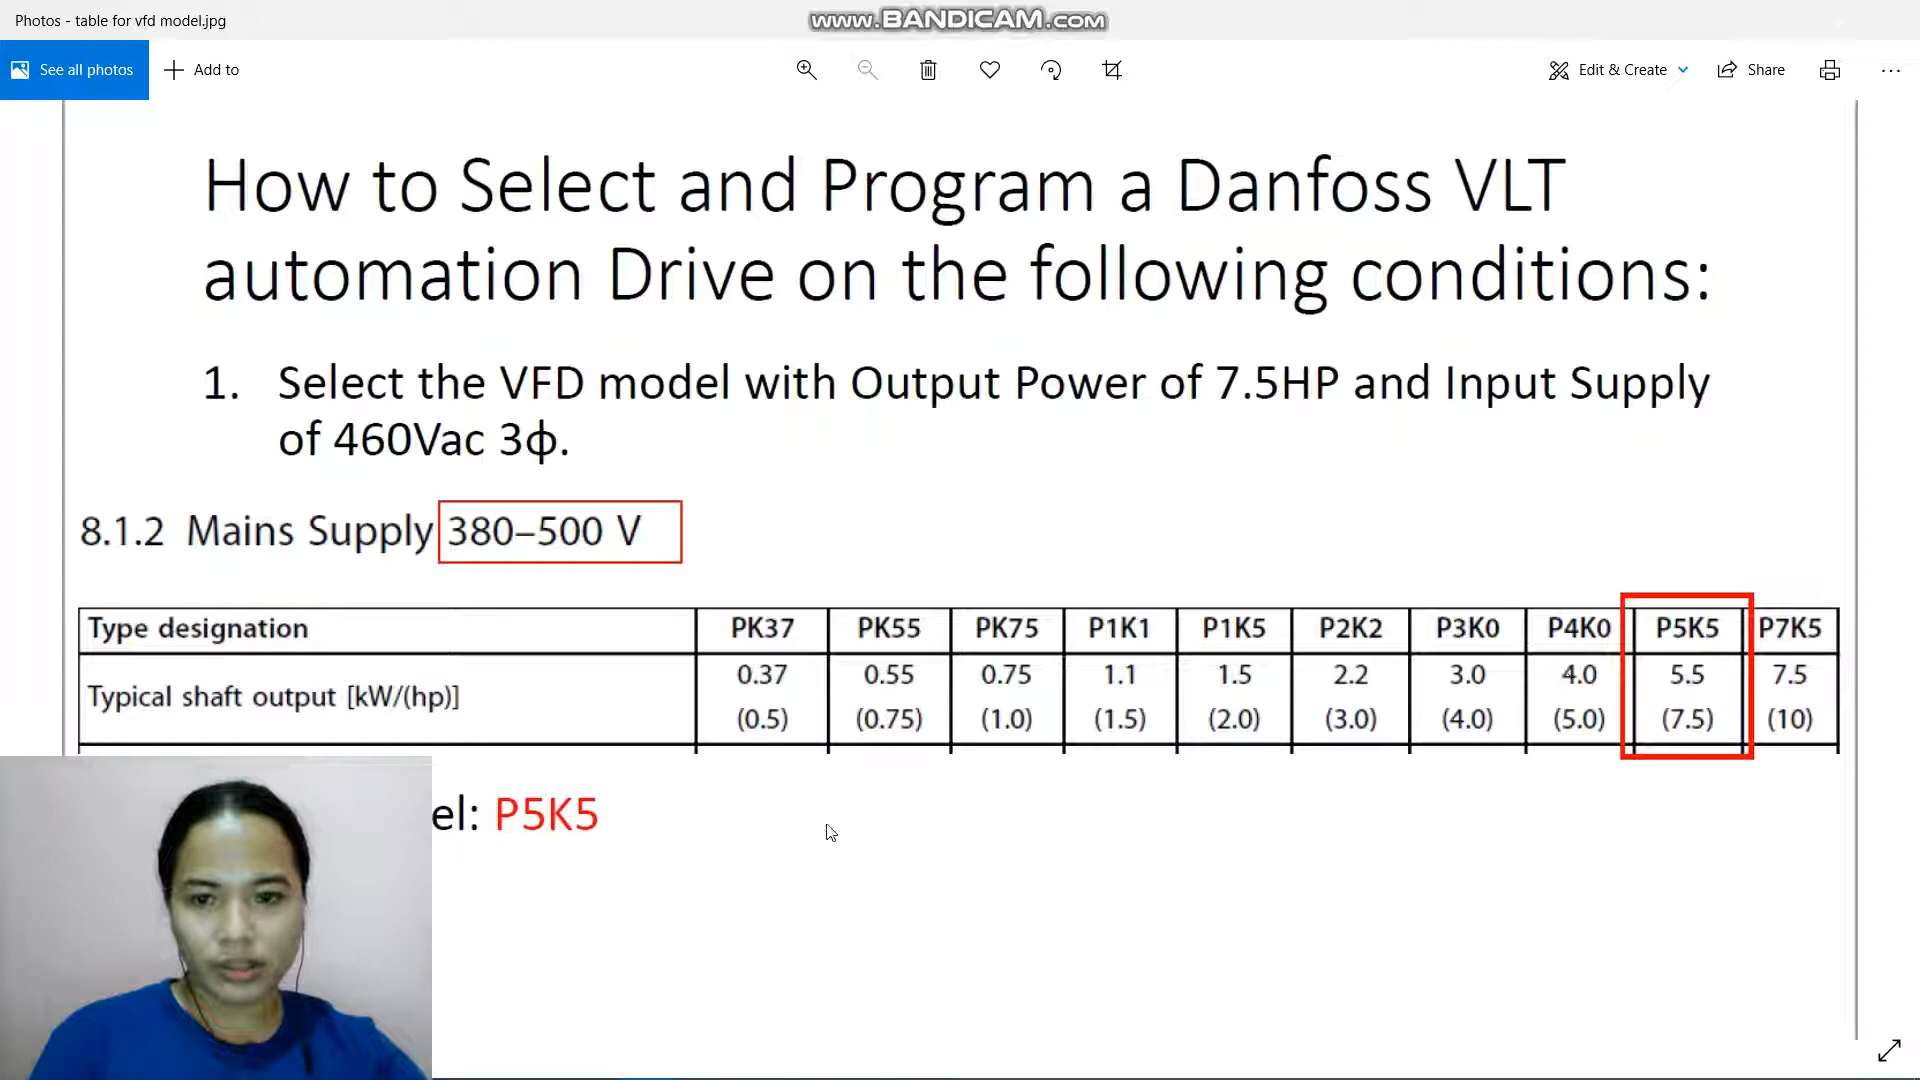 Photos - table for vfd model.jpg
www.BANDICAM.com
See all photos
Add to
Edit & Create
Share
How to Select and Program a Danfoss VLT
automation Drive on the following conditions:
1. Select the VFD model with Output Power of 7.5HP and Input Supply
of 460Vac 3ф.
8.1.2 Mains Supply 380–500 V
Type designation PK37 PK55 PK75 P1K1 P1K5 P2K2 P3K0 P4K0 P5K5 P7K5
Typical shaft output [kW/(hp)] 0.37 0.55 0.75 1.1 1.5 2.2 3.0 4.0 5.5 7.5
(0.5) (0.75) (1.0) (1.5) (2.0) (3.0) (4.0) (5.0) (7.5) (10)
el: P5K5